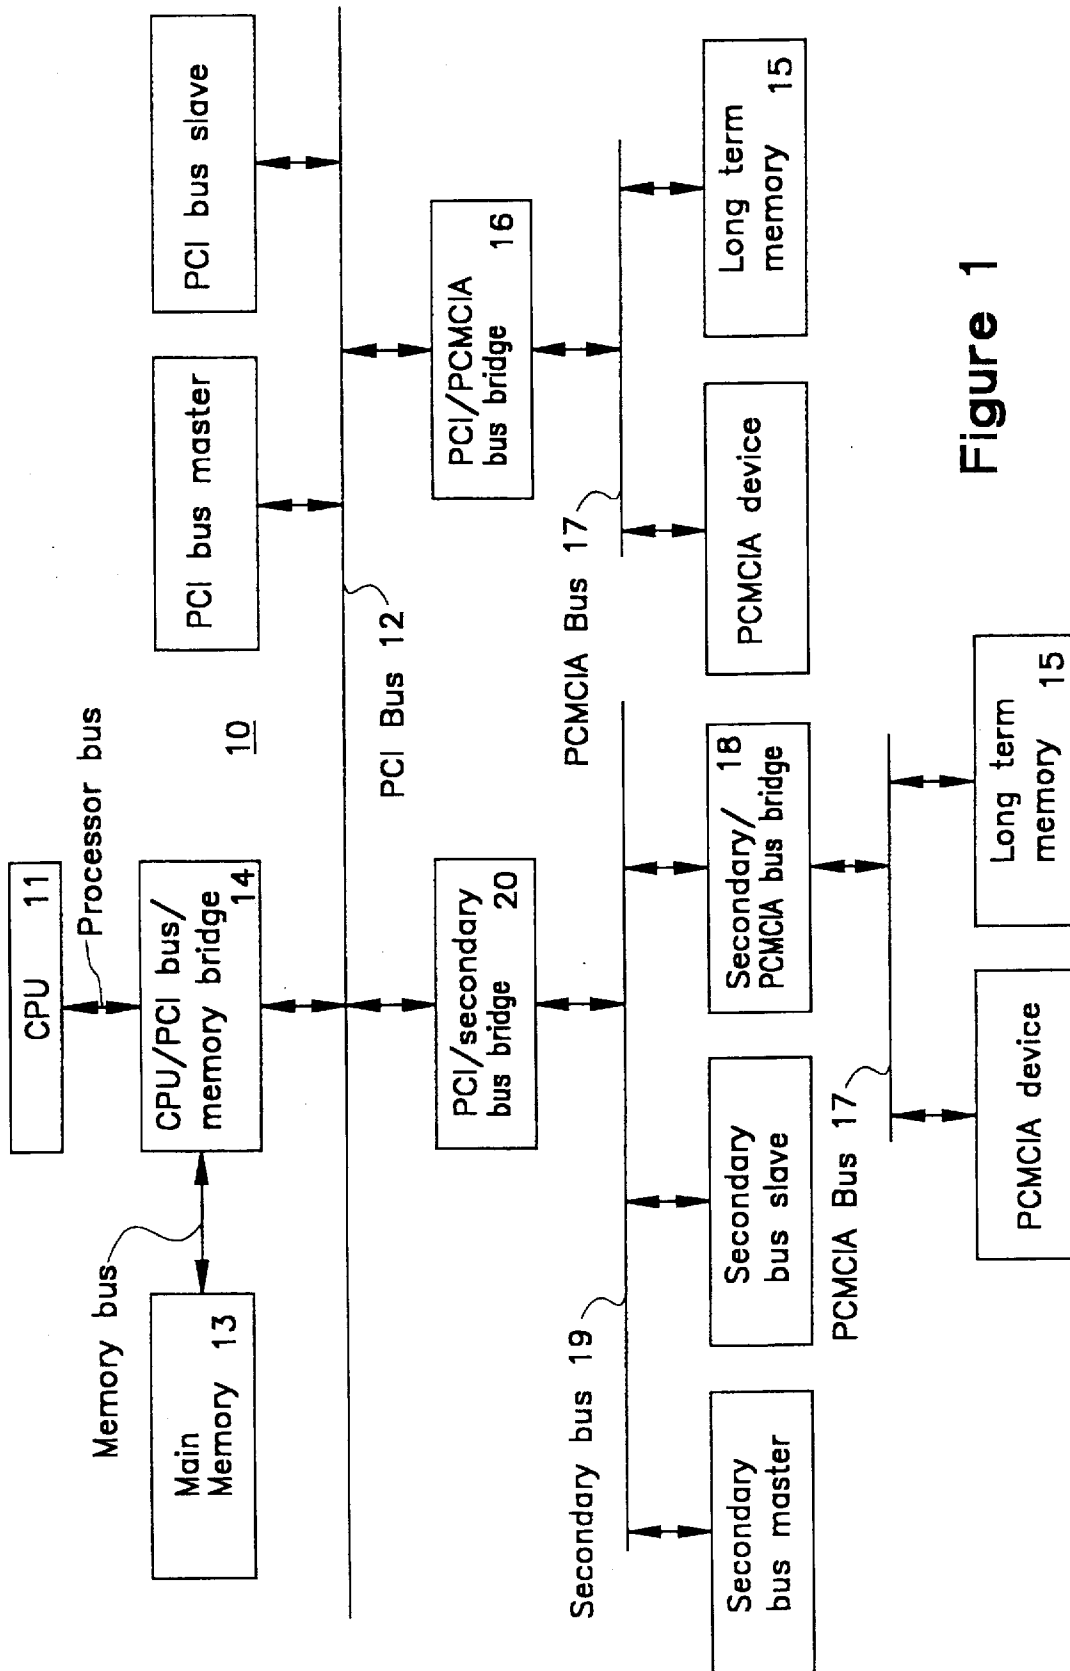 CPU 11
Processor bus
Memory bus
Main
Memory 13
CPU/PCI bus/
memory bridge
14
10
PCI bus master
PCI bus slave
PCI Bus 12
PCI/secondary
bus bridge 20
PCI/PCMCIA
bus bridge 16
Secondary bus 19
PCMCIA Bus 17
Secondary
bus master
Secondary
bus slave
Secondary/ 18
PCMCIA bus bridge
PCMCIA device
Long term
memory 15
PCMCIA Bus 17
PCMCIA device
Long term
memory 15
Figure 1